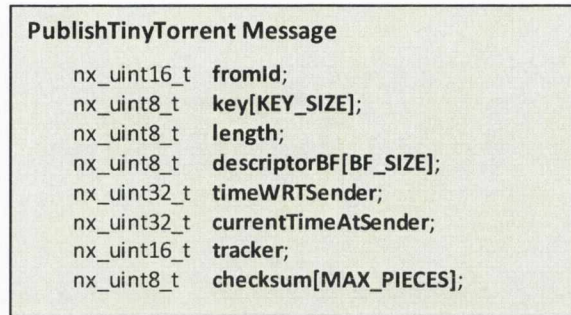 PublishTinyTorrent Message
nx_uint16_t fromId;
nx_uint8_t key[KEY_SIZE];
nx_uint8_t length;
nx_uint8_t descriptorBF[BF_SIZE];
nx_uint32_t timeWRTSender;
nx_uint32_t currentTimeAtSender;
nx_uint16_t tracker;
nx_uint8_t checksum[MAX_PIECES];